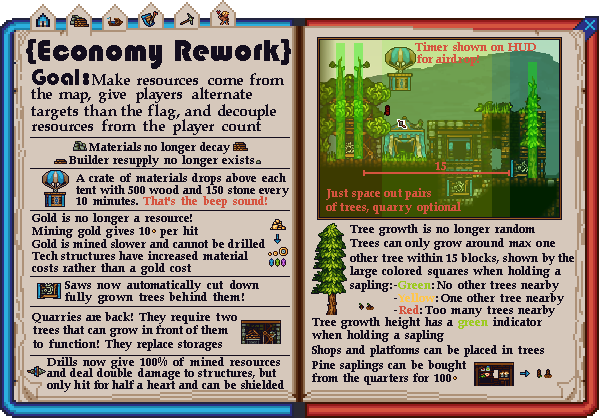 {Economy Rework}
Goal: Make resources come from
the map, give players alternate
targets than the flag, and decouple
resources from the player count
Materials no longer decay
Builder resupply no longer exists
A crate of materials drops above each
tent with 500 wood and 150 stone every
10 minutes. That's the beep sound!
Gold is no longer a resource!
Mining gold gives 10 per hit
Gold is mined slower and cannot be drilled
Tech structures have increased material
costs rather than a gold cost
Saws now automatically cut down
fully grown trees behind them!
Quarries are back! They require two
trees that can grow in front of them
to function! They replace storages
Drills now give 100% of mined resources
and deal double damage to structures, but
only hit for half a heart and can be shielded
Timer shown on HUD
for airdrop!
15
Just space out pairs
of trees, quarry optional
Tree growth is no longer random
Trees can only grow around max one
other tree within 15 blocks, shown by the
large colored squares when holding a
sapling: -Green: No other trees nearby
-Yellow: One other tree nearby
-Red: Too many trees nearby
Tree growth height has a green indicator
when holding a sapling
Shops and platforms can be placed in trees
Pine saplings can be bought
from the quarters for 100